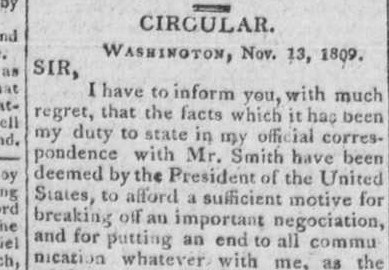 CIRCULAR.
WASHINGTON, Nov. 13, 1809.
SIR,
I have to inform you, with much
regret, that the facts which it has been
my duty to state in my official corres-
pondence with Mr. Smith have been
deemed by the President of the United
States, to afford a sufficient motive for
breaking off an important negociation,
and for putting an end to all commu
nication whatever with me, as the